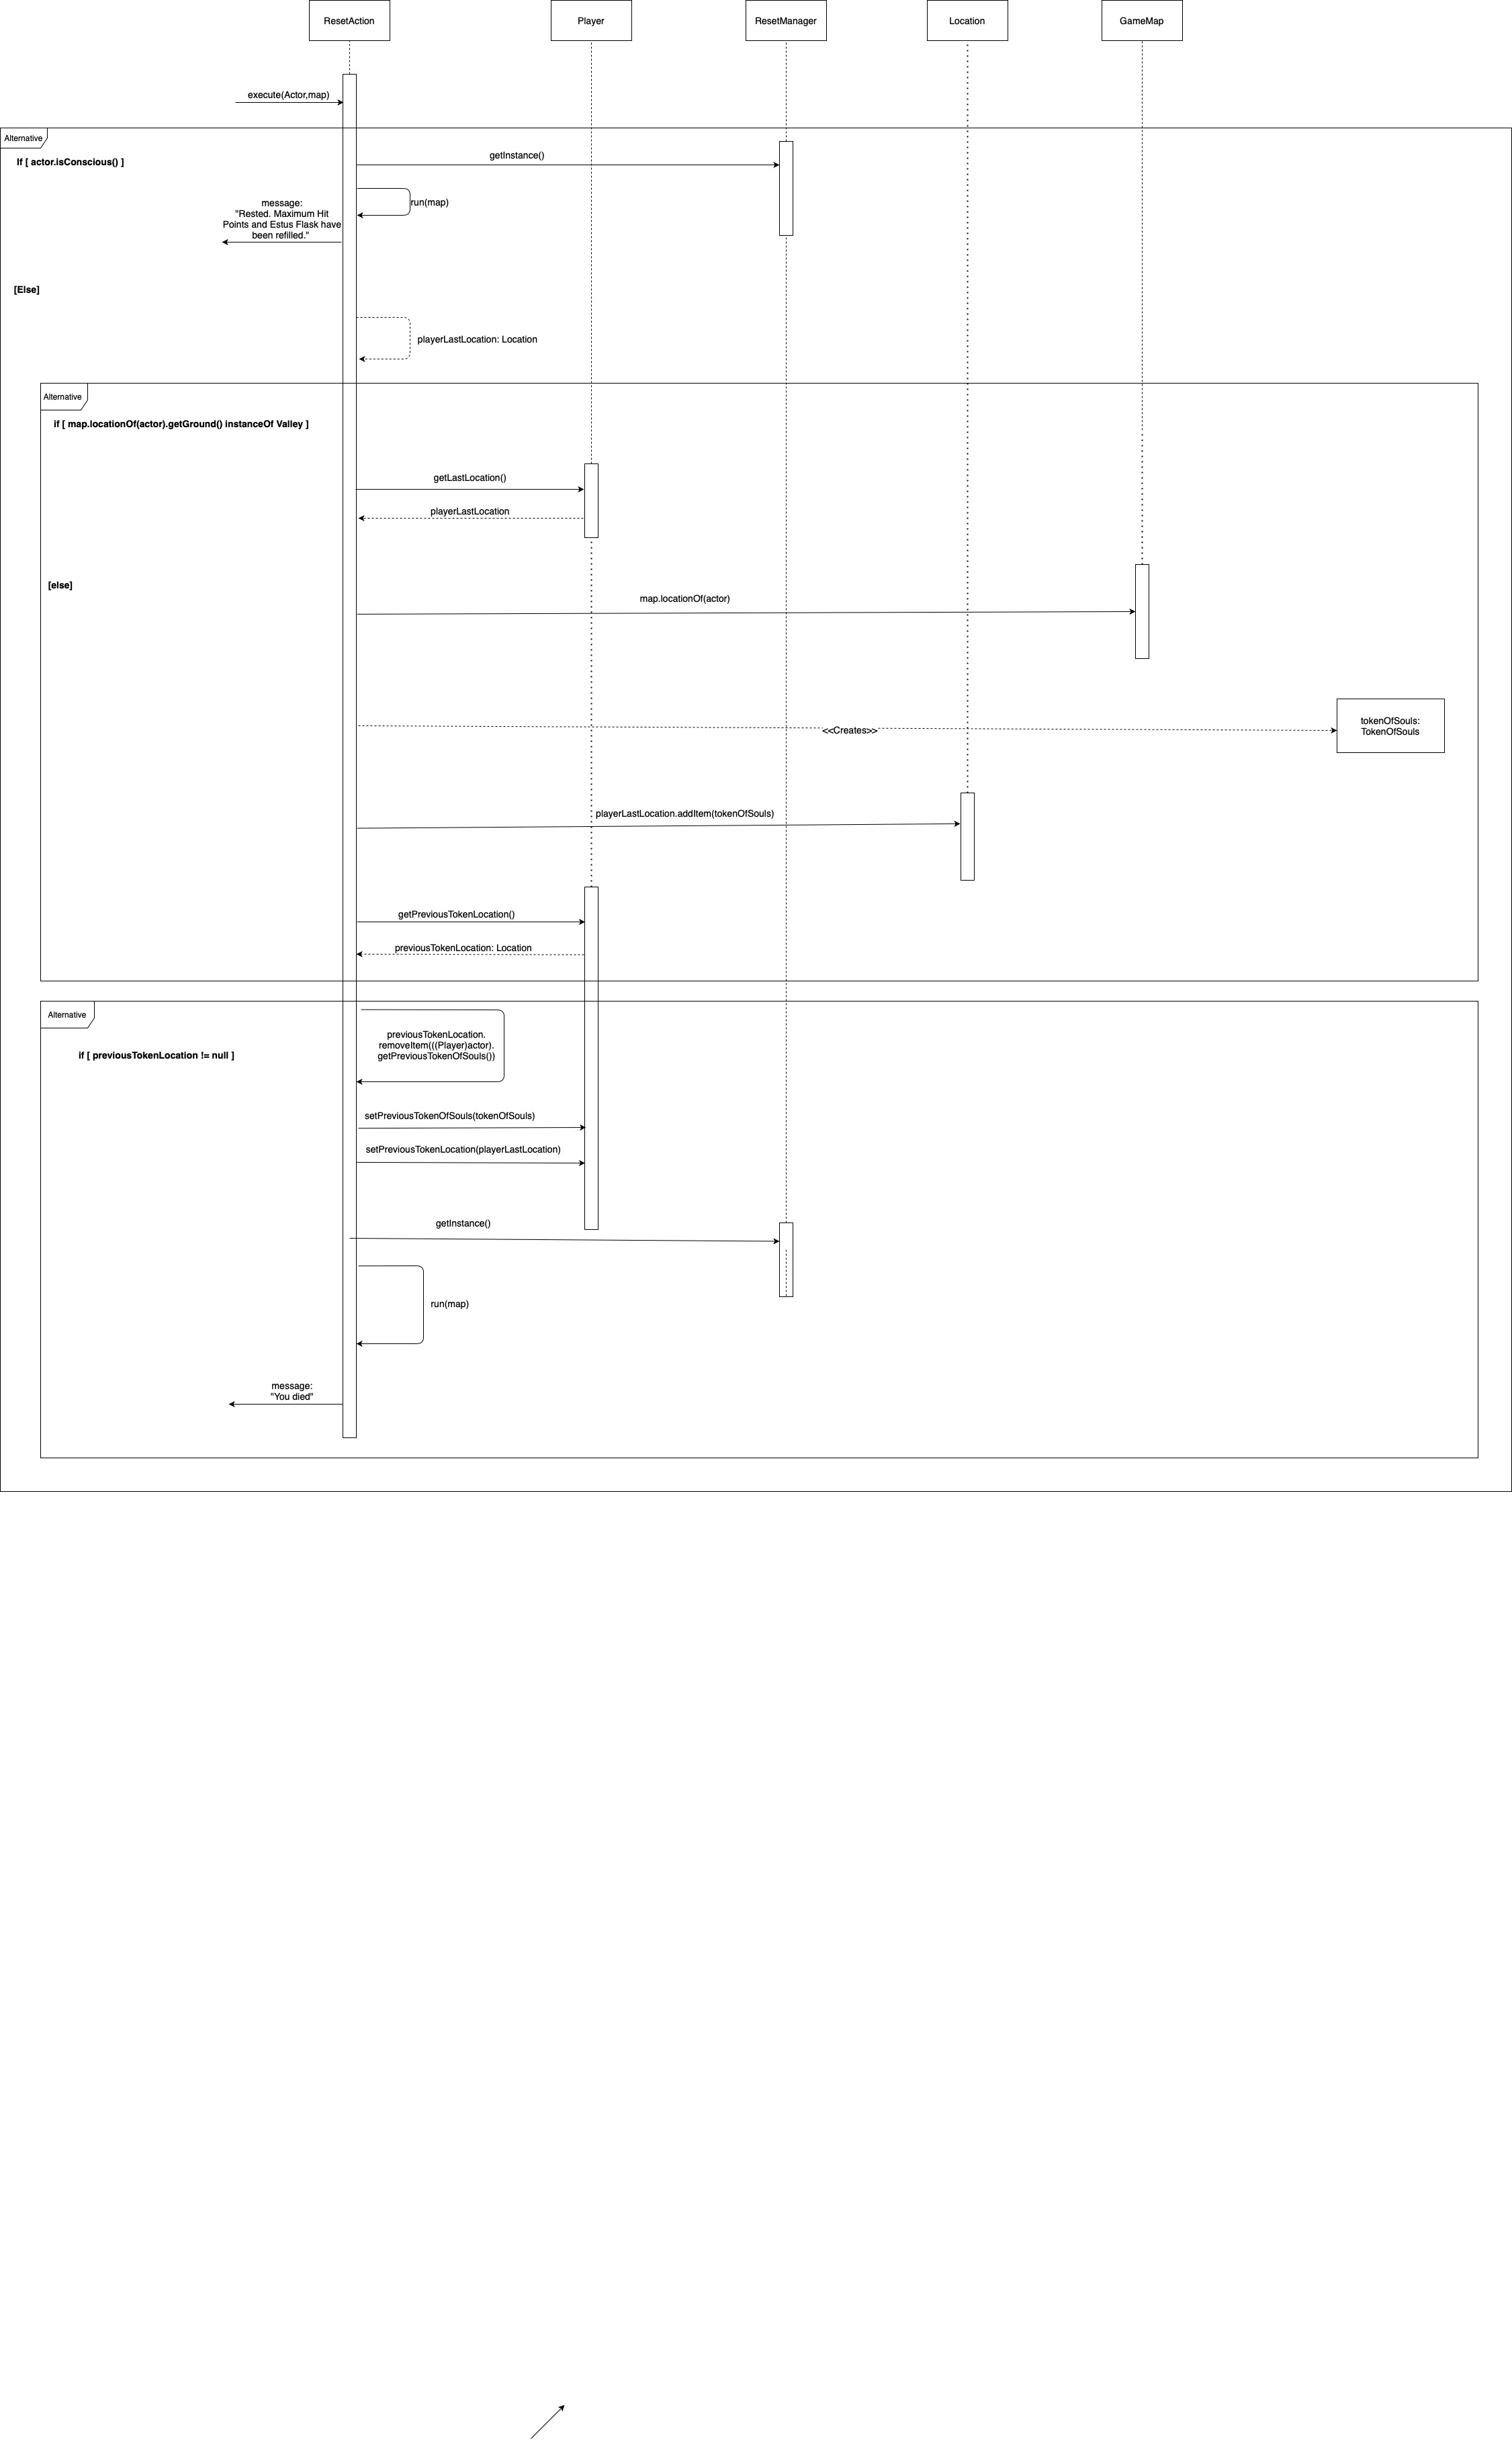 ResetAction
Player
ResetManager
Location
GameMap
execute(Actor,map)
Alternative
If [ actor.isConscious() ]
getInstance()
run(map)
message:
"Rested. Maximum Hit
Points and Estus Flask have
been refilled."
[Else]
playerLastLocation: Location
Alternative
if [ map.locationOf(actor).getGround() instanceOf Valley ]
getLastLocation()
playerLastLocation
[else]
map.locationOf(actor)
<<Creates>>
tokenOfSouls:
TokenOfSouls
playerLastLocation.addItem(tokenOfSouls)
getPreviousTokenLocation()
previousTokenLocation: Location
Alternative
if [ previousTokenLocation != null ]
previousTokenLocation.
removeItem(((Player)actor).
getPreviousTokenOfSouls())
setPreviousTokenOfSouls(tokenOfSouls)
setPreviousTokenLocation(playerLastLocation)
getInstance()
run(map)
message:
"You died"